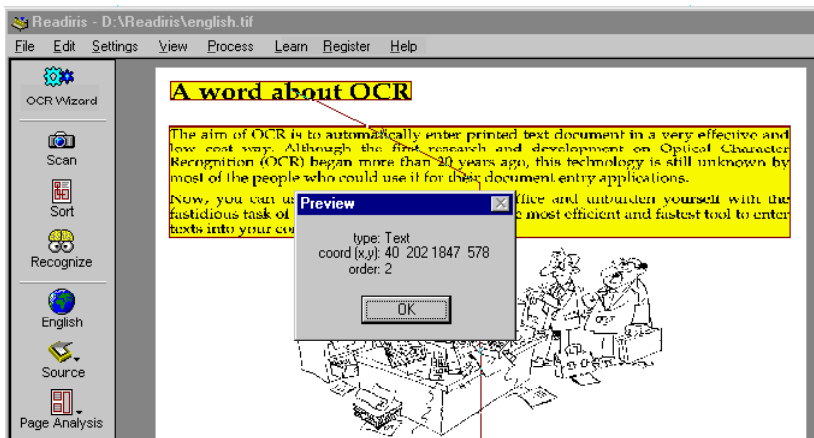 Readiris - D:\Readiris\english.tif
File Edit Settings View Process Learn Register Help
OCR Wizard
Scan
Sort
Recognize
English
Source
Page Analysis
A word about OCR
The aim of OCR is to automatically enter printed text document in a very effective and
low cost way. Although the first research and development on Optical Character
Recognition (OCR) began more than 20 years ago, this technology is still unknown by
most of the people who could use it for their document entry applications.
Now, you can and unburden yourself with the
fastidious task of most efficient and fastest tool to enter
texts into your
Preview
type: Text
coord (x,y): 40 202 1847 578
order: 2
OK